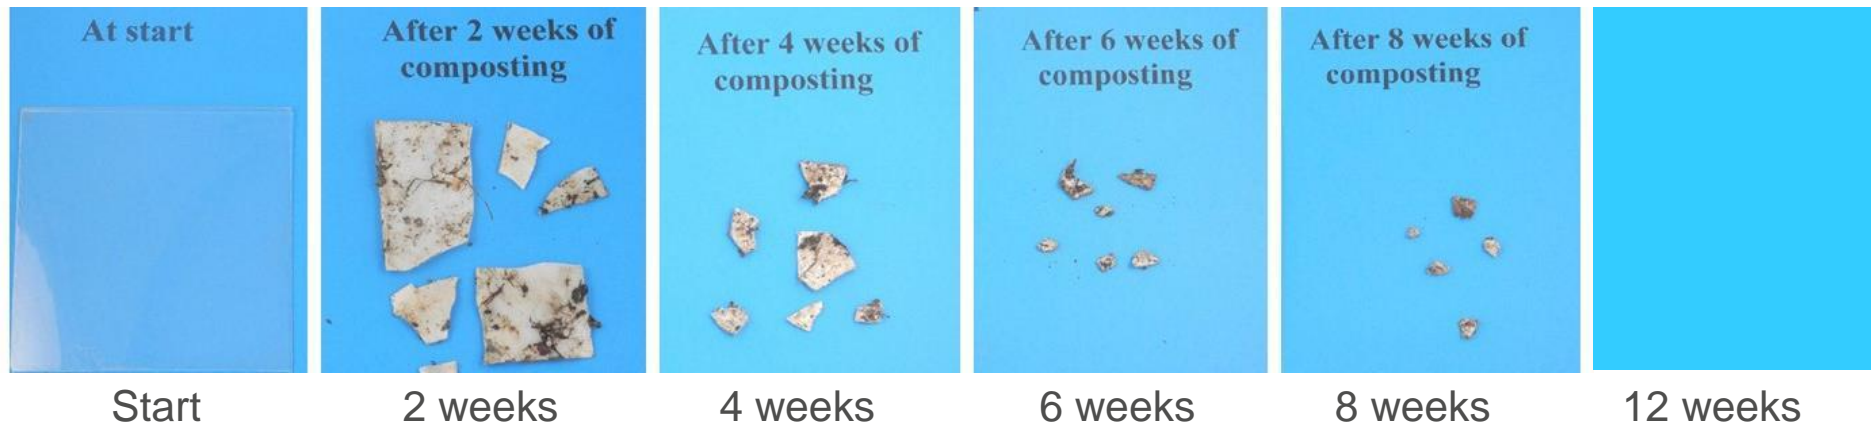 At start
After 2 weeks of
composting
After 4 weeks of
composting
After 6 weeks of
composting
After 8 weeks of
composting
Start
2 weeks
4 weeks
6 weeks
8 weeks
12 weeks